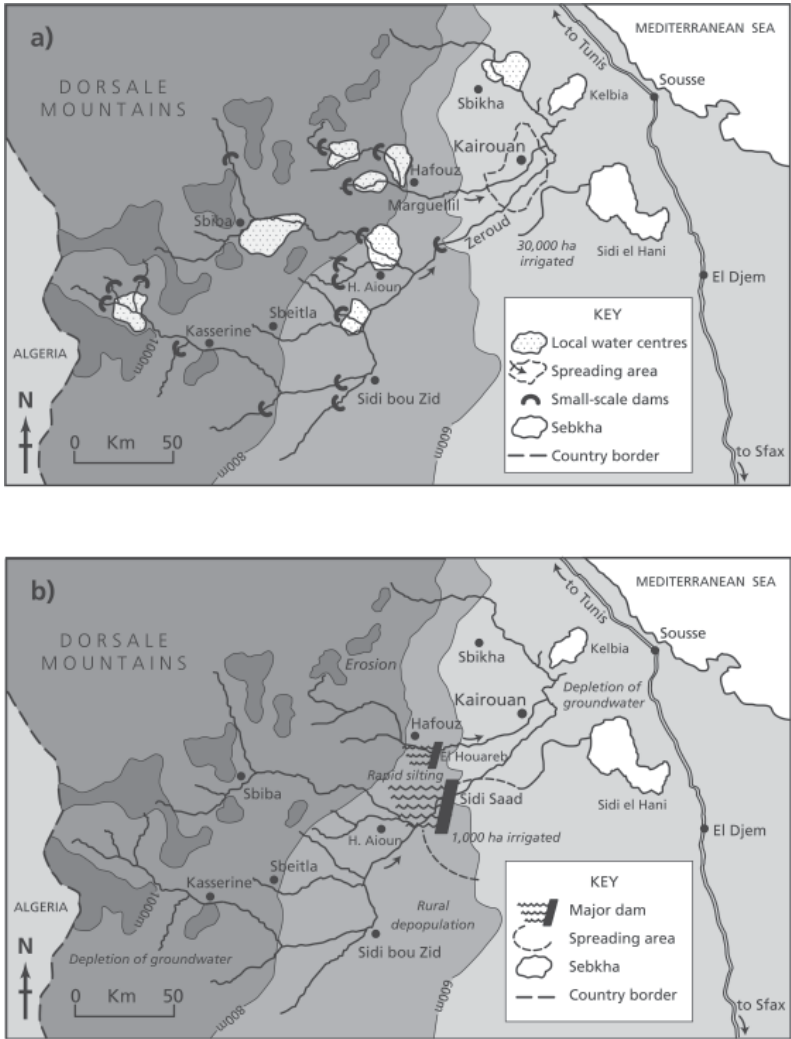 a)
MEDITERRANEAN SEA
to Tunis
DORSALE
MOUNTAINS
Sousse
Sbikha
Kelbia
Kairouan
Hafouz
Marguellil
Sbiba
Zeroud
30,000 ha
irrigated
Sidi el Hani
H. Aioun
El Djem
Sbeitla
Kasserine
ALGERIA
1000m
Sidi bou Zid
N
0 Km 50
800m
600m
to Sfax
KEY
Local water centres
Spreading area
Small-scale dams
Sebkha
Country border
b)
MEDITERRANEAN SEA
to Tunis
DORSALE
MOUNTAINS
Sousse
Sbikha
Kelbia
Erosion
Kairouan
Depletion of
groundwater
Hafouz
El Houareb
Rapid silting
Sbiba
Sidi Saad
Sidi el Hani
H. Aioun
1,000 ha irrigated
El Djem
Sbeitla
Kasserine
ALGERIA
1000m
Rural
depopulation
Sidi bou Zid
Depletion of groundwater
N
0 Km 50
800m
600m
to Sfax
KEY
Major dam
Spreading area
Sebkha
Country border